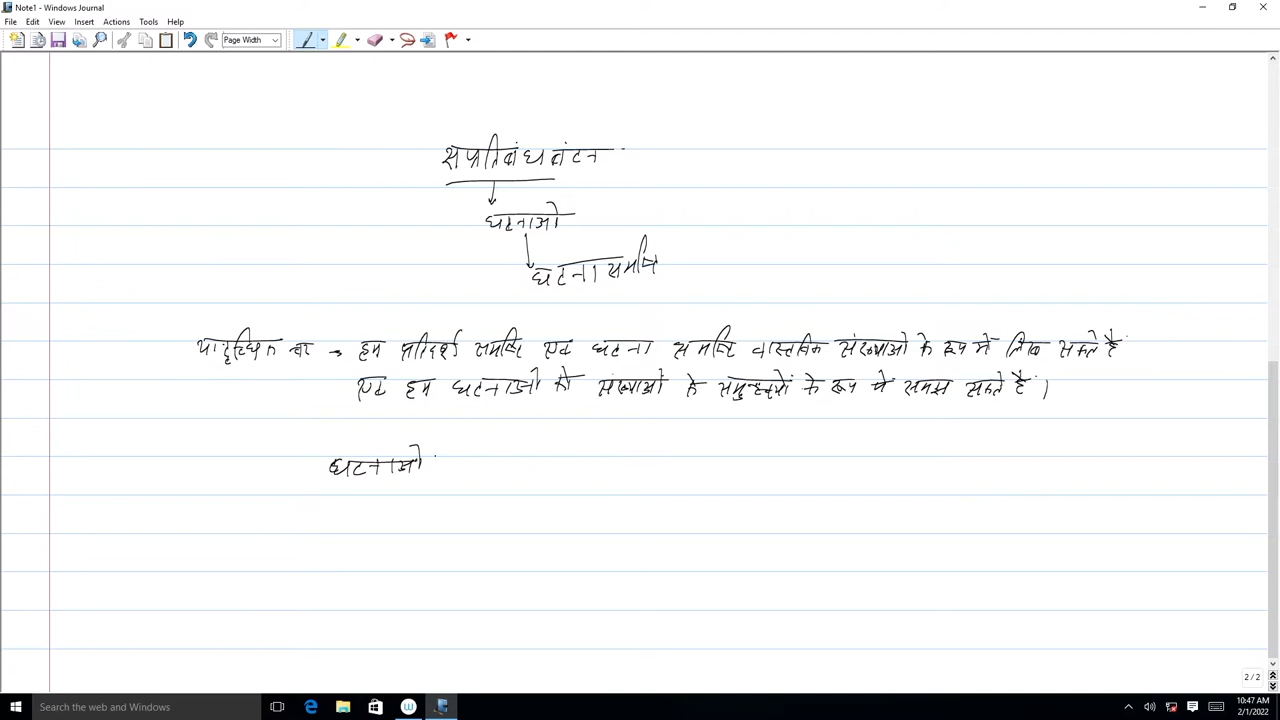 Note1 - Windows Journal
File Edit View Insert Actions Tools Help
Page Width
सप्रतिबंध बंटन
घटनाओ
घटना समष्टि
यादृच्छिक चर → हम प्रतिदर्श समष्टि एवं घटना समष्टि वास्तविक संख्याओ के रूप मे लिख सकते है
एवं हम घटनाओ को संख्याओ के समुच्चयों के रूप मे समझ सकते है।
घटनाओ
2/2
Search the web and Windows
10:47 AM
2/1/2022